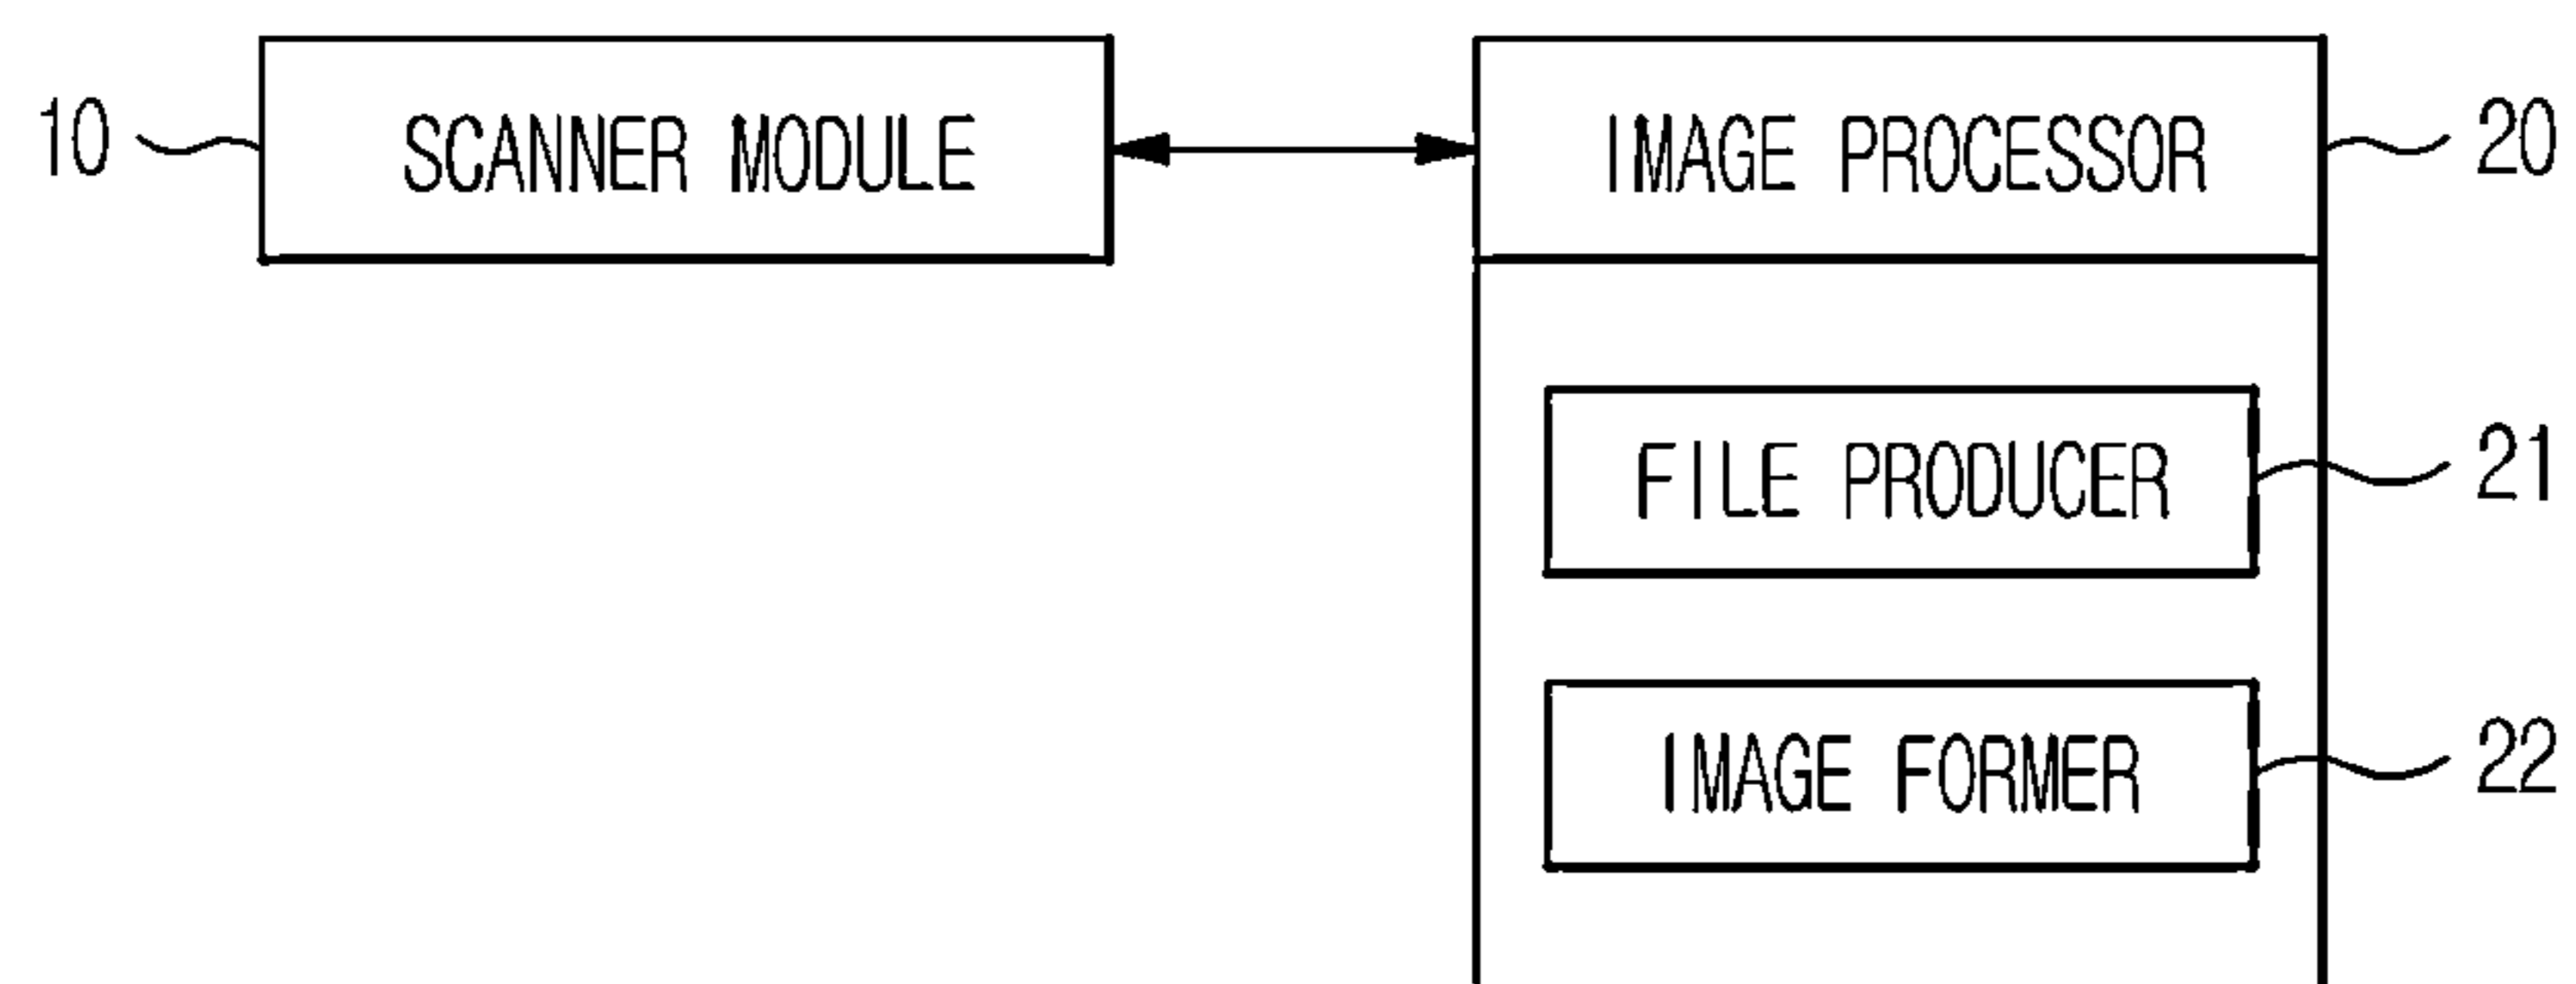 10 SCANNER MODULE IMAGE PROCESSOR 20
FILE PRODUCER 21
IMAGE FORMER 22